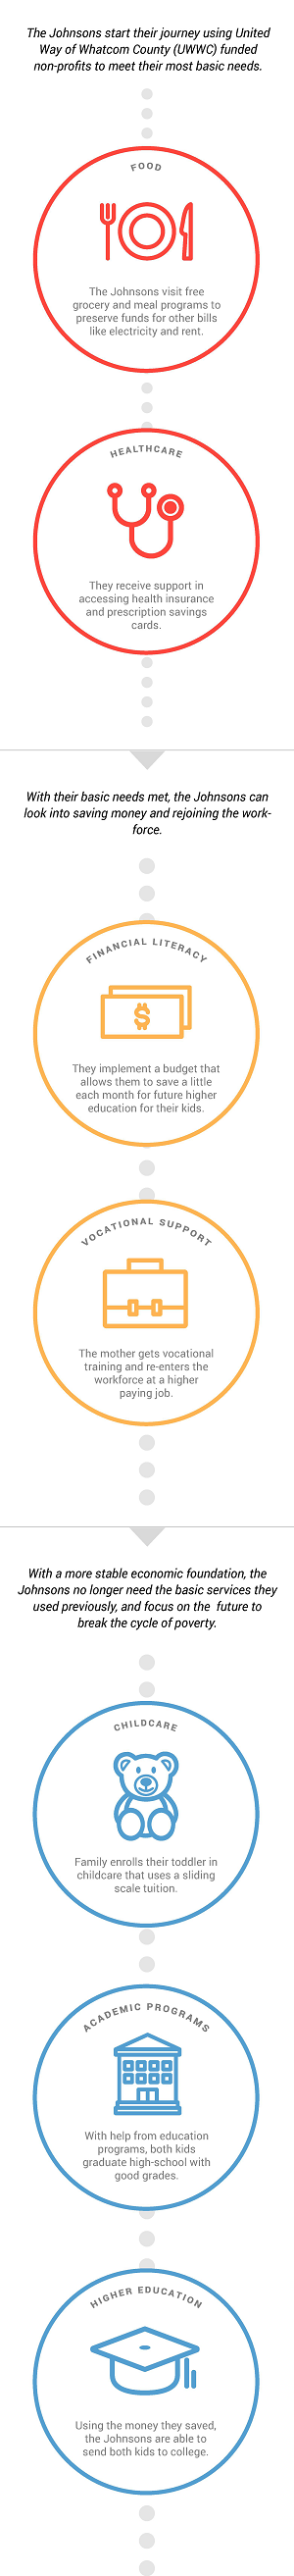 The Johnsons start their journey using United
Way of Whatcom County (UWWC) funded
non-profits to meet their most basic needs.
FOOD
The Johnsons visit free
grocery and meal programs to
preserve funds for other bills
like electricity and rent.
HEALTHCARE
They receive support in
accessing health insurance
and prescription savings
cards.
With their basic needs met, the Johnsons can
look into saving money and rejoining the work-
force.
FINANCIAL LITERACY
$
They implement a budget that
allows them to save a little
each month for future higher
education for their kids.
VOCATIONAL SUPPORT
The mother gets vocational
training and re-enters the
workforce at a higher
paying job.
With a more stable economic foundation, the
Johnsons no longer need the basic services they
used previously, and focus on the future to
break the cycle of poverty.
CHILDCARE
Family enrolls their toddler in
childcare that uses a sliding
scale tuition.
ACADEMIC PROGRAMS
With help from education
programs, both kids
graduate high-school with
good grades.
HIGHER EDUCATION
Using the money they saved,
the Johnsons are able to
send both kids to college.